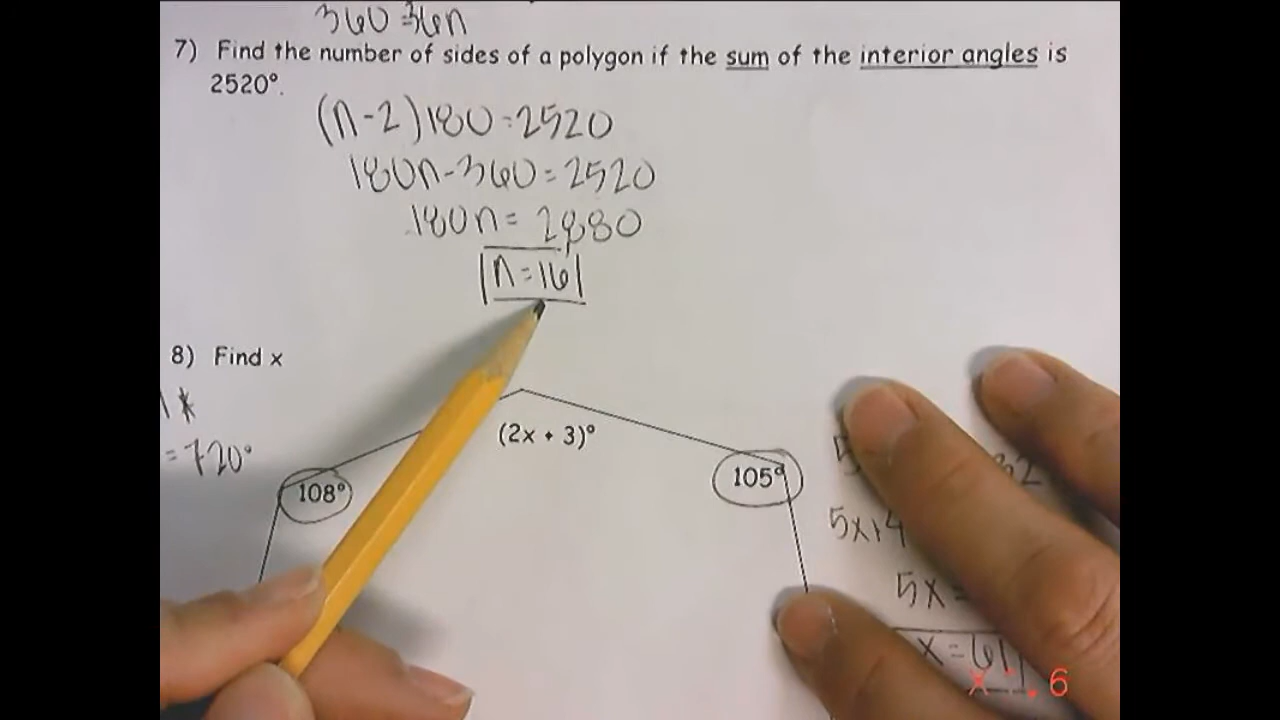 360 = 36n
7) Find the number of sides of a polygon if the sum of the interior angles is
2520°.
(n-2)180 = 2520
180n-360 = 2520
180n = 2880
n = 16
8) Find x
= 720°
(2x + 3)°
108°
105°
5x+4
5x =
x = 61
x .6